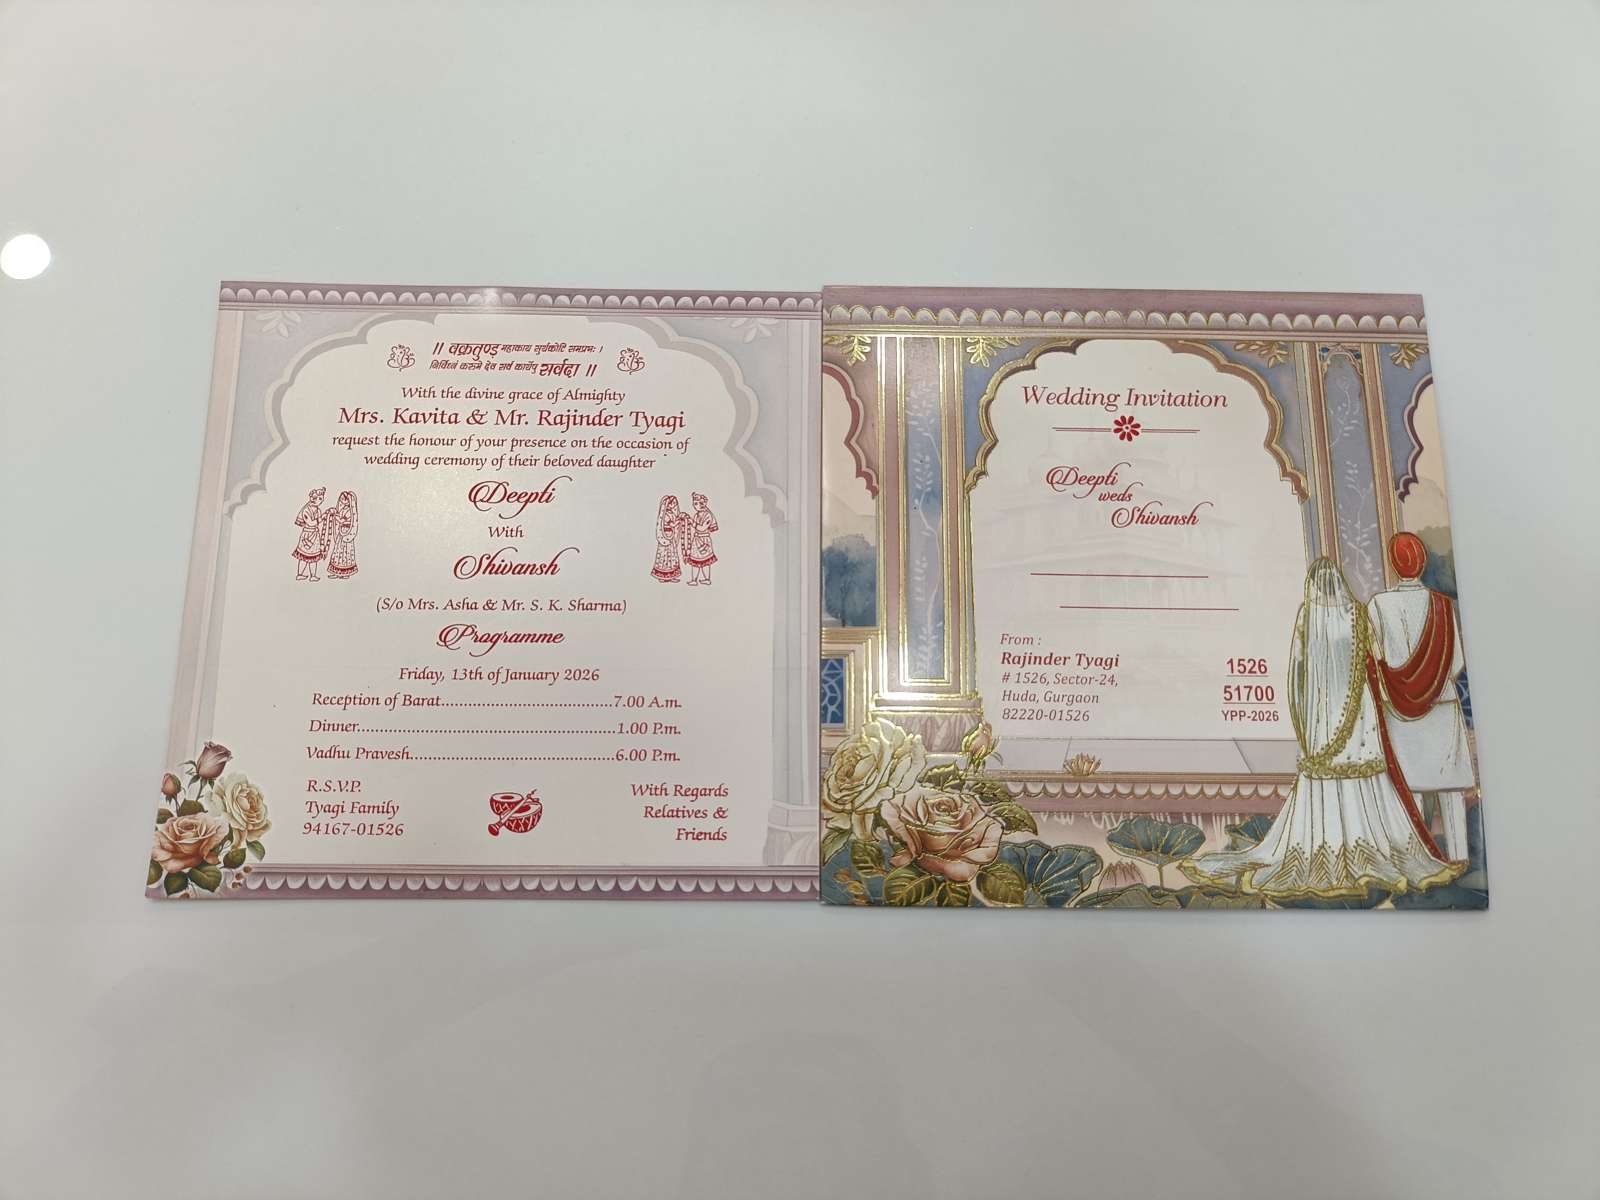 ॥ वक्रतुण्ड महाकाय सूर्यकोटि समप्रभः।
निर्विघ्नं कुरूमे देव सर्व कार्येषु सर्वदा ॥
With the divine grace of Almighty
Mrs. Kavita & Mr. Rajinder Tyagi
request the honour of your presence on the occasion of
wedding ceremony of their beloved daughter
Deepti
With
Shivansh
(S/o Mrs. Asha & Mr. S. K. Sharma)
Programme
Friday, 13th of January 2026
Reception of Barat.................................7.00 A.m.
Dinner..................................................1.00 P.m.
Vadhu Pravesh.......................................6.00 P.m.
R.S.V.P.
Tyagi Family
94167-01526
With Regards
Relatives &
Friends
Wedding Invitation
Deepti
weds
Shivansh
From :
Rajinder Tyagi
# 1526, Sector-24,
Huda, Gurgaon
82220-01526
1526
51700
YPP-2026